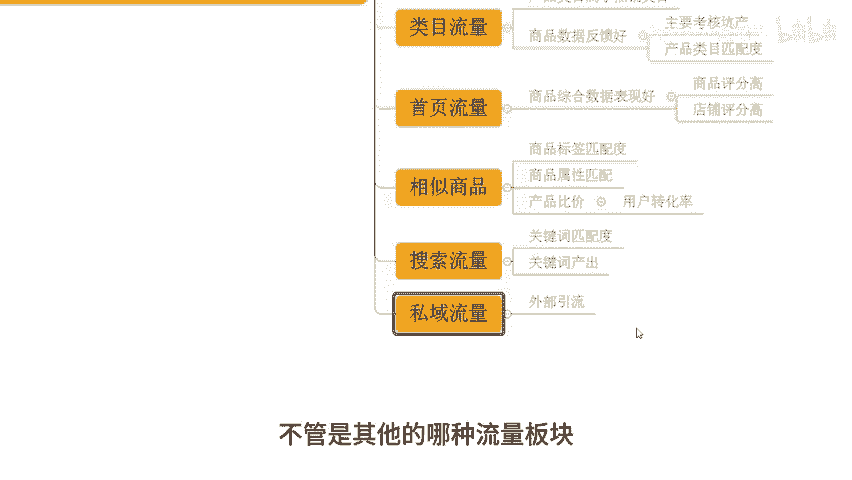 类目流量
商品数据反馈好
主要考核坑产
产品类目匹配度
首页流量
商品综合数据表现好
商品评分高
店铺评分高
相似商品
商品标签匹配度
商品属性匹配
产品比价
用户转化率
搜索流量
关键词匹配度
关键词产出
私域流量
外部引流
不管是其他的哪种流量板块